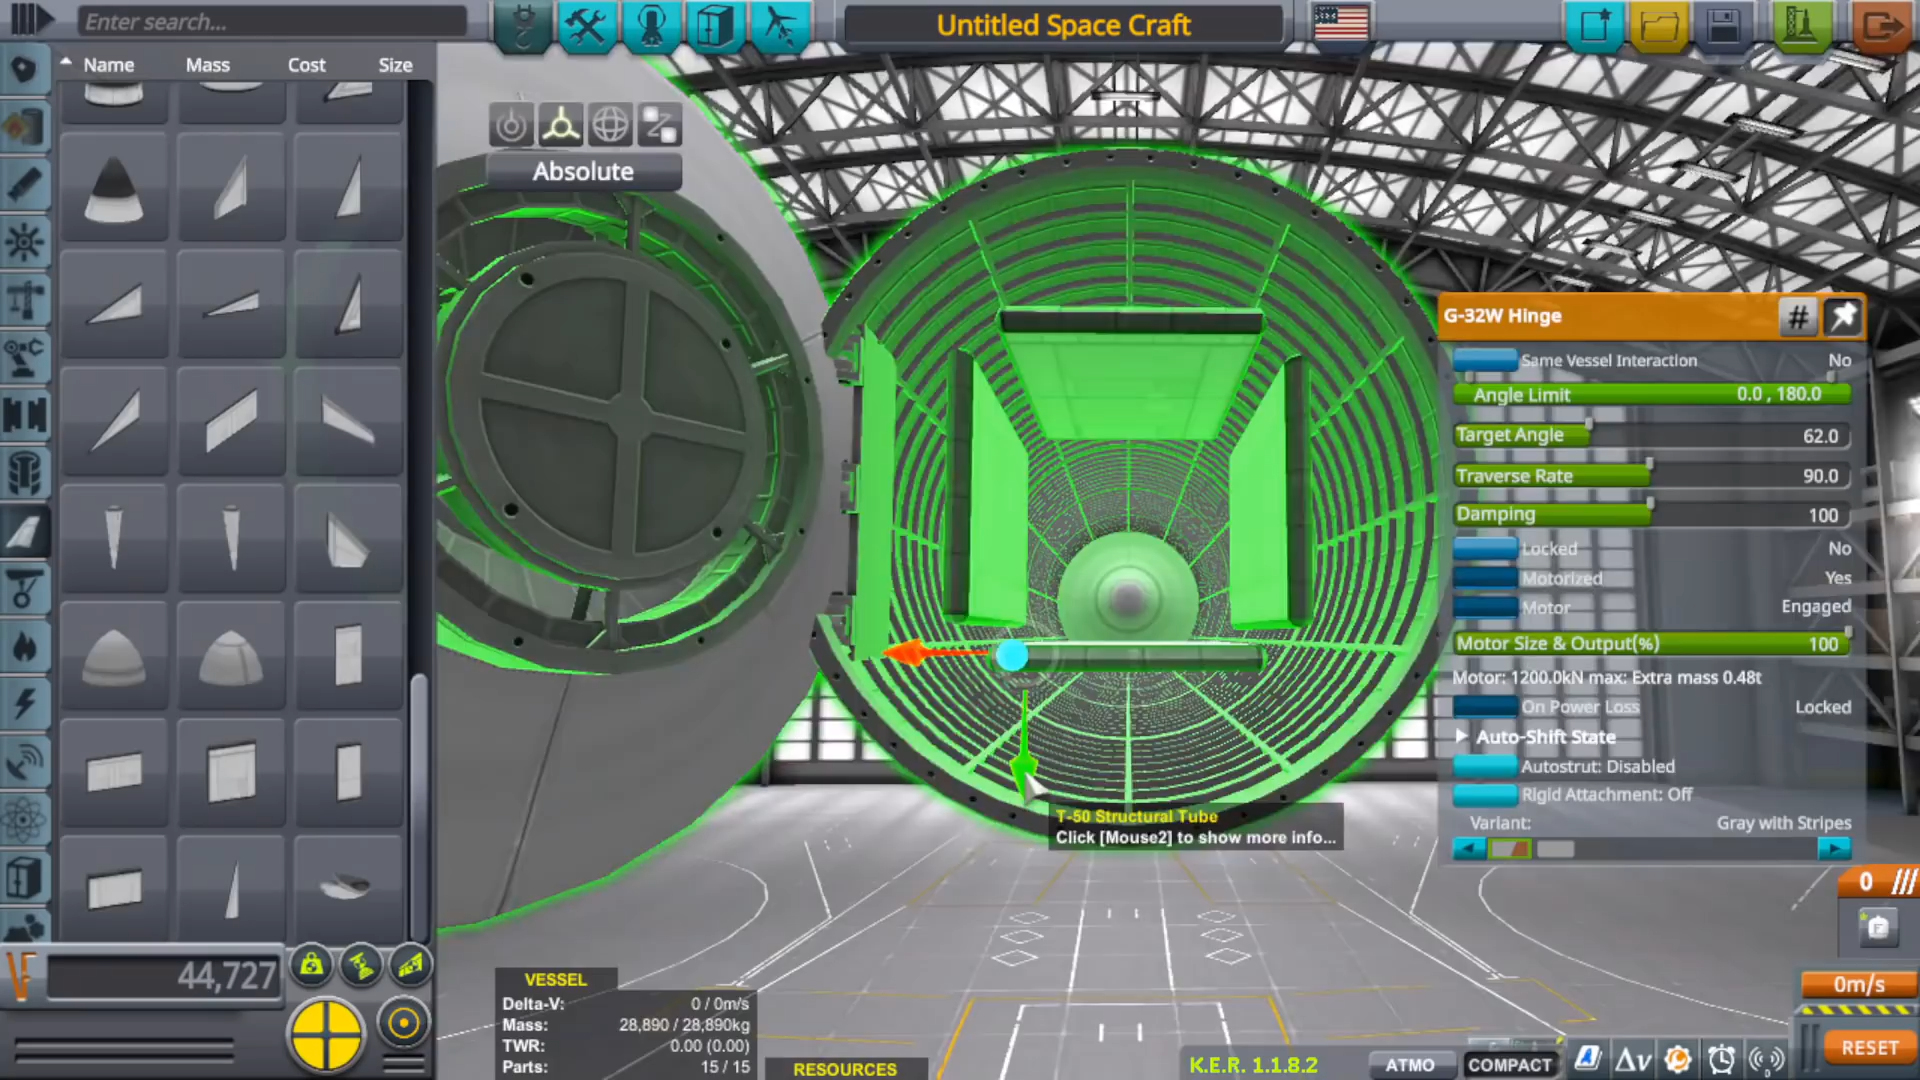 Enter search...
Untitled Space Craft
Name Mass Cost Size
Absolute
G-32W Hinge #
Same Vessel Interaction No
Angle Limit 0.0 , 180.0
Target Angle 62.0
Traverse Rate 90.0
Damping 100
Locked No
Motorized Yes
Motor Engaged
Motor Size & Output(%) 100
Motor: 1200.0kN max: Extra mass 0.48t
On Power Loss Locked
Auto-Shift State
Autostrut: Disabled
Rigid Attachment: Off
Variant: Gray with Stripes
T-50 Structural Tube
Click [Mouse2] to show more info...
0
44,727
VESSEL
Delta-V: 0 / 0m/s
Mass: 28,890 / 28,890kg
TWR: 0.00 (0.00)
Parts: 15 / 15
RESOURCES
K.E.R. 1.1.8.2
ATMO
COMPACT
Δv
0m/s
RESET